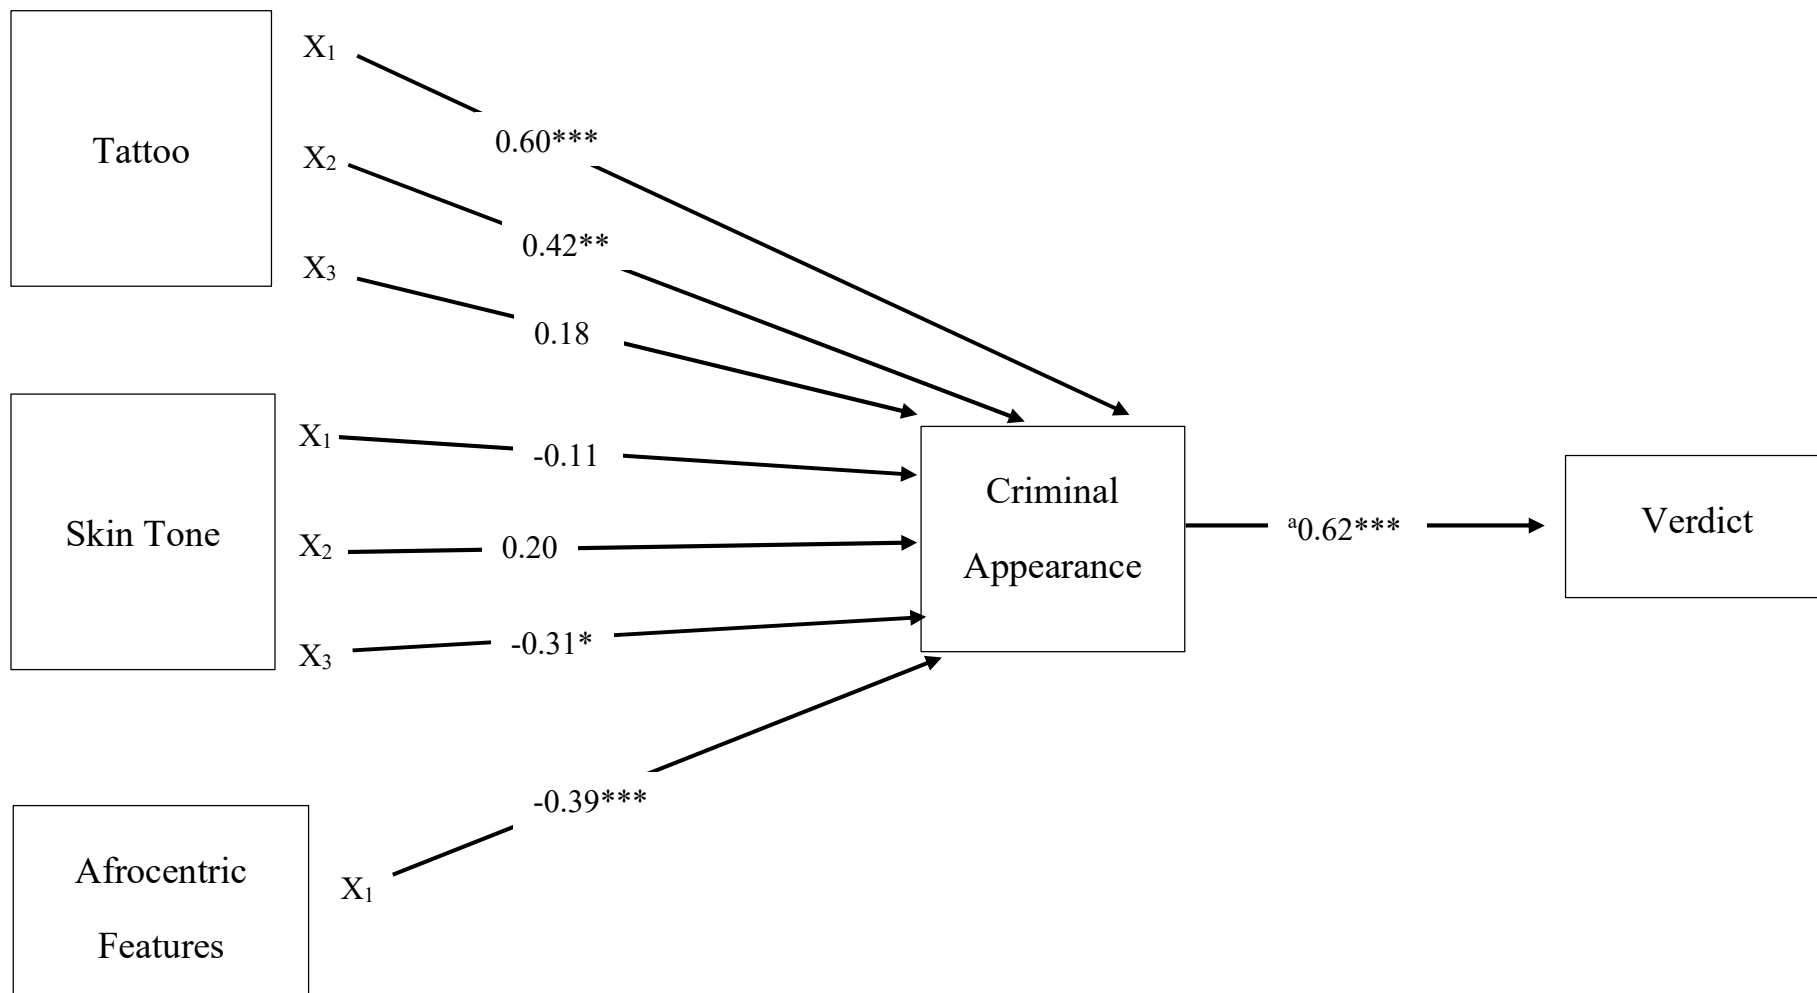 Tattoo
X₁
X₂
X₃
0.60***
0.42**
0.18
Skin Tone
X₁
X₂
X₃
-0.11
0.20
-0.31*
Afrocentric
Features
X₁
-0.39***
Criminal
Appearance
ᵃ0.62***
Verdict